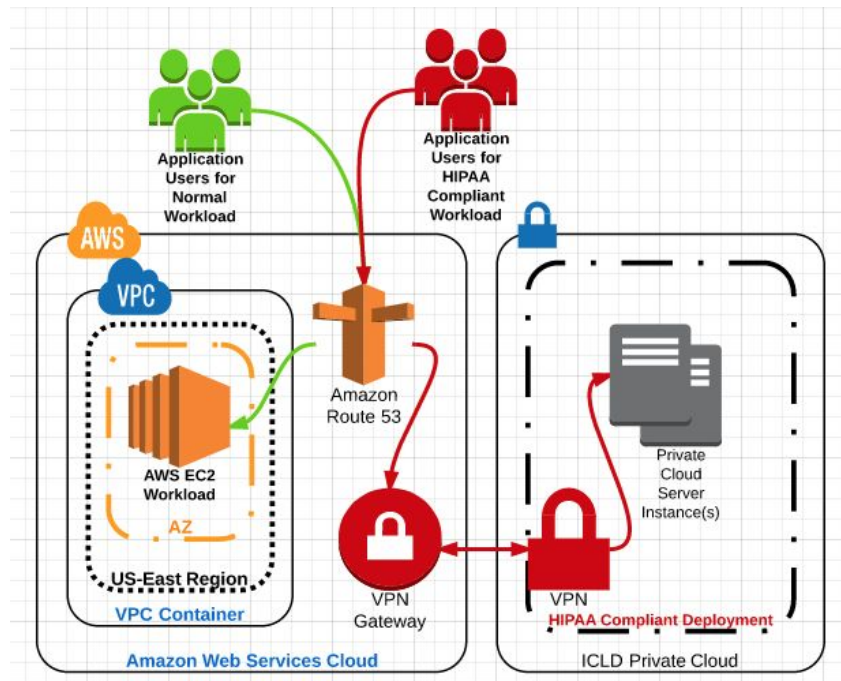 Application
Users for
Normal
Workload
Application
Users for
HIPAA
Compliant
Workload
AWS
VPC
Amazon
Route 53
AWS EC2
Workload
AZ
US-East Region
VPC Container
VPN
Gateway
Amazon Web Services Cloud
Private
Cloud
Server
Instance(s)
VPN
HIPAA Compliant Deployment
ICLD Private Cloud